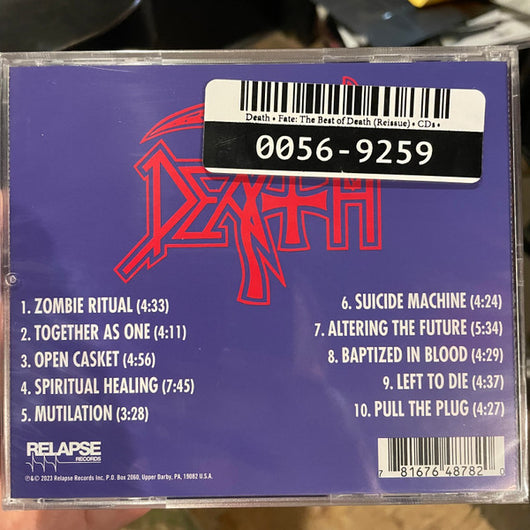 Death • Fate: The Best of Death (Reissue) • CDs •
0056-9259
DEATH
1. ZOMBIE RITUAL (4:33)
2. TOGETHER AS ONE (4:11)
3. OPEN CASKET (4:56)
4. SPIRITUAL HEALING (7:45)
5. MUTILATION (3:28)
6. SUICIDE MACHINE (4:24)
7. ALTERING THE FUTURE (5:34)
8. BAPTIZED IN BLOOD (4:29)
9. LEFT TO DIE (4:37)
10. PULL THE PLUG (4:27)
RELAPSE
RECORDS
℗&© 2023 Relapse Records Inc. P.O. Box 2060, Upper Darby, PA, 19082 U.S.A.
7 81676 48782 0